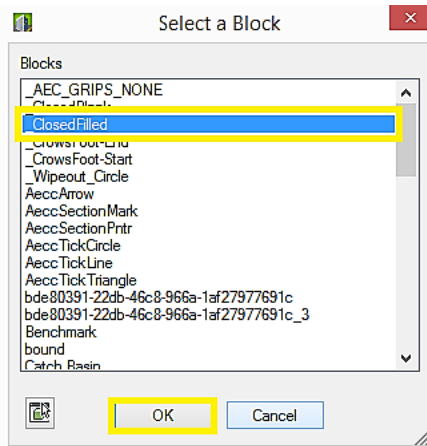 Select a Block
Blocks
_AEC_GRIPS_NONE
_ClosedBlank
_ClosedFilled
_CrowsFoot-End
_CrowsFoot-Start
_Wipeout_Circle
AeccArrow
AeccSectionMark
AeccSectionPntr
AeccTickCircle
AeccTickLine
AeccTickTriangle
bde80391-22db-46c8-966a-1af27977691c
bde80391-22db-46c8-966a-1af27977691c_3
Benchmark
bound
Catch Basin
OK Cancel